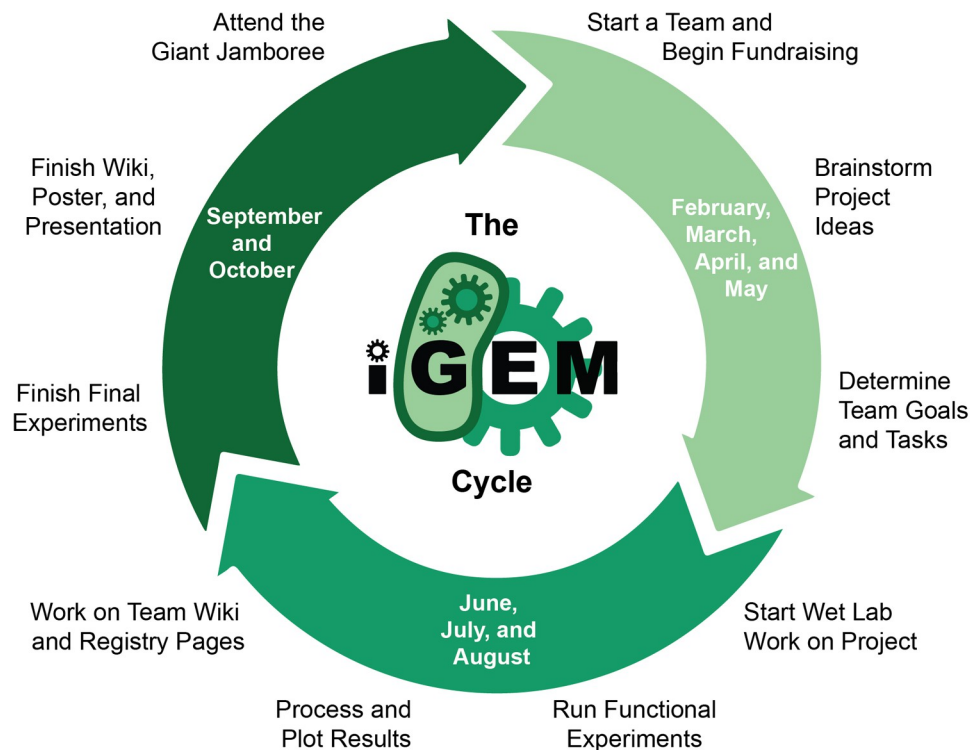 Attend the
Giant Jamboree
Start a Team and
Begin Fundraising
Brainstorm
Project
Ideas
February,
March,
April, and
May
Determine
Team Goals
and Tasks
Start Wet Lab
Work on Project
Run Functional
Experiments
June,
July, and
August
Process and
Plot Results
Work on Team Wiki
and Registry Pages
Finish Final
Experiments
Finish Wiki,
Poster, and
Presentation
September
and
October
The
iGEM
Cycle